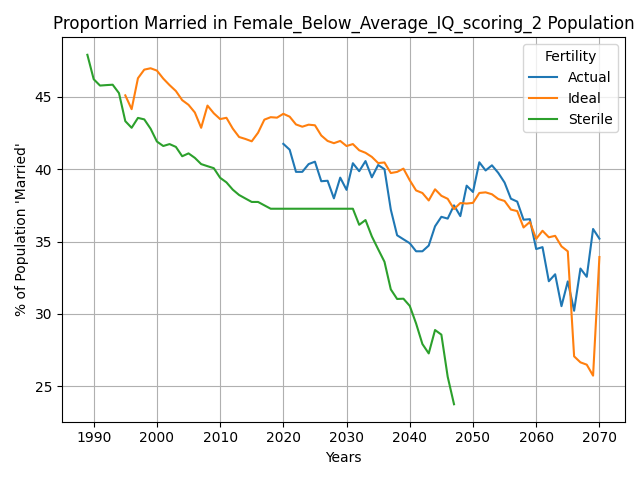 Proportion Married in Female_Below_Average_IQ_scoring_2 Population
Fertility
Actual
Ideal
Sterile
% of Population 'Married'
45
40
35
30
25
1990 2000 2010 2020 2030 2040 2050 2060 2070
Years